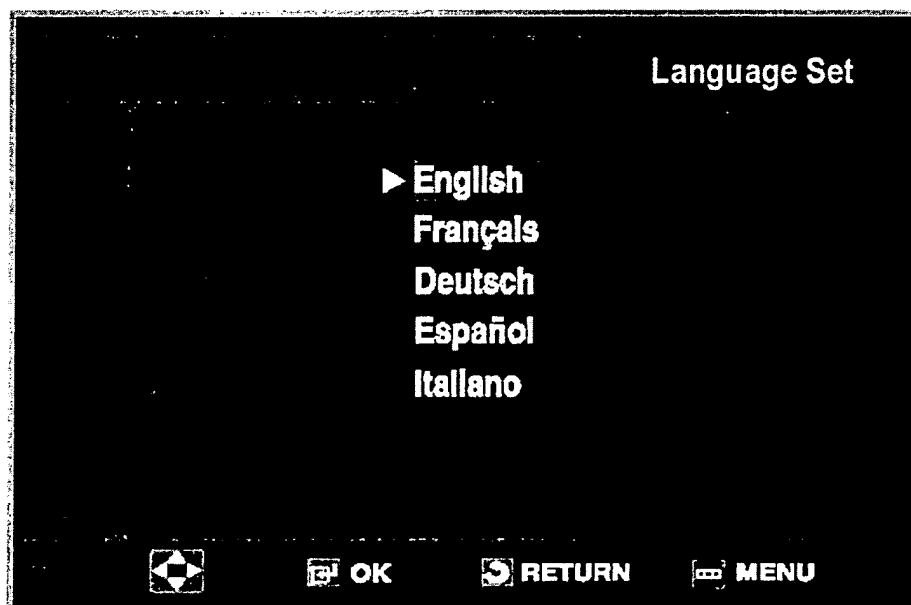 Language Set
English
Français
Deutsch
Español
Italiano
OK RETURN MENU